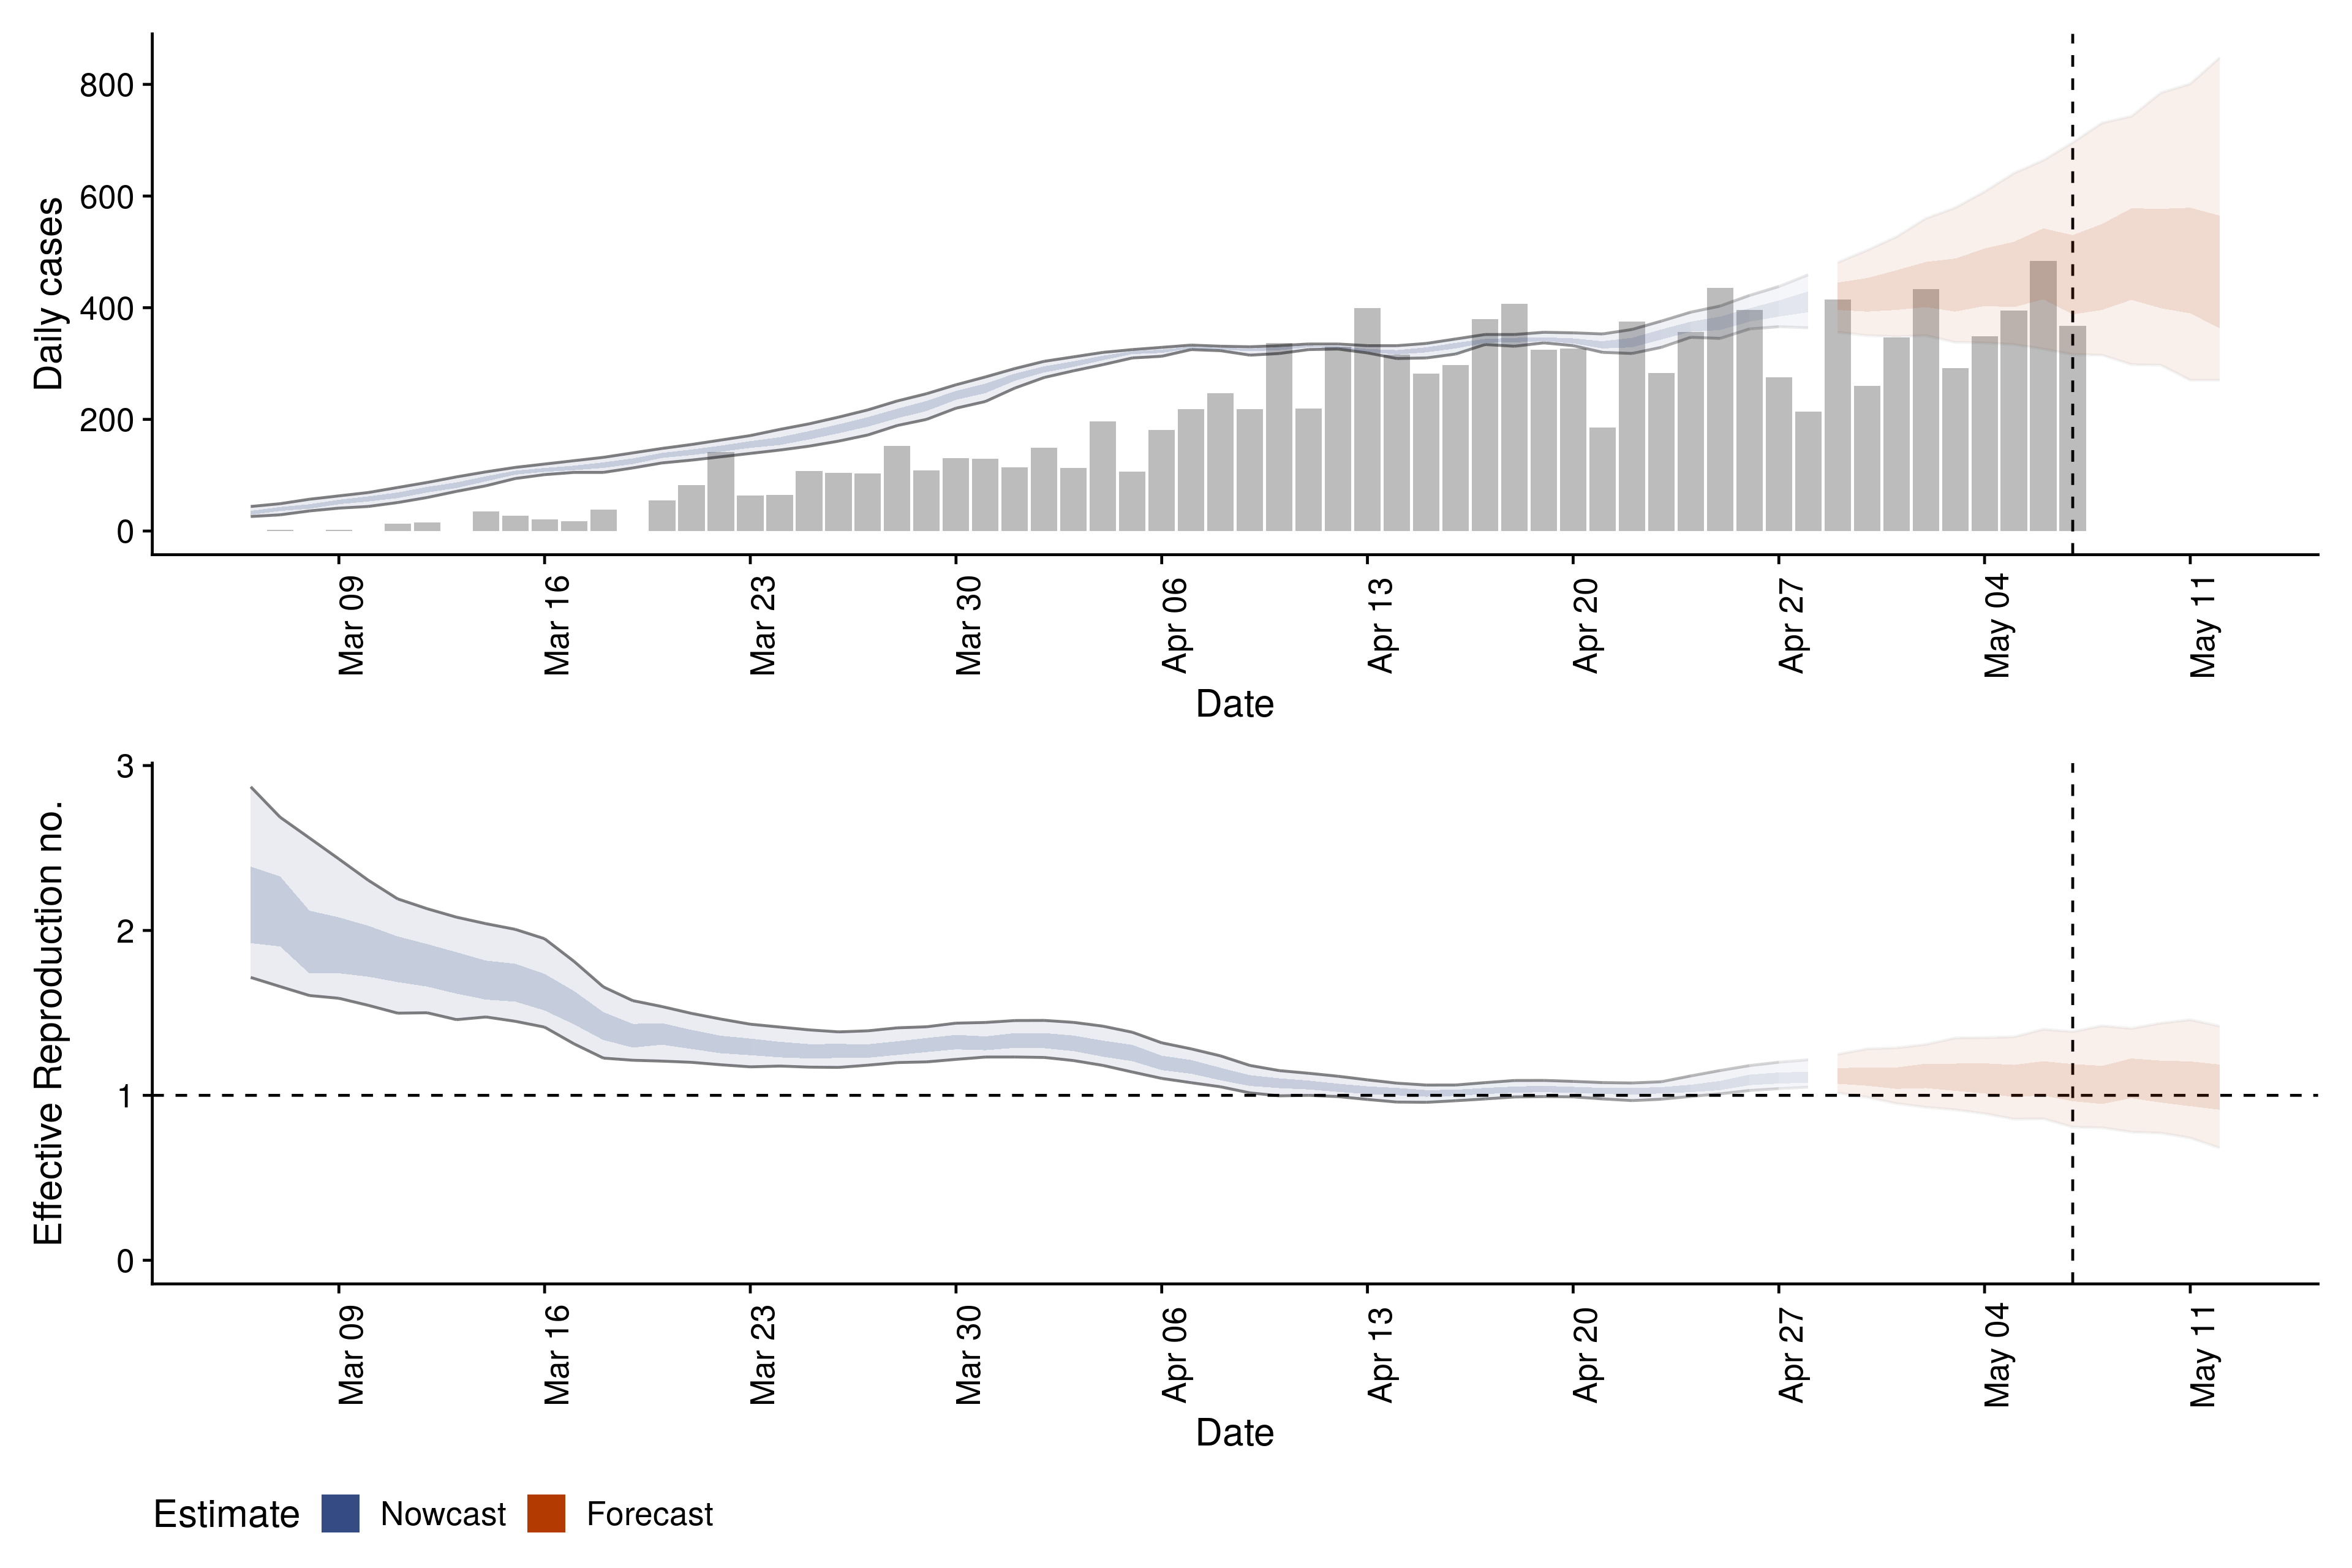 Daily cases
800
600
400
200
0
Mar 09
Mar 16
Mar 23
Mar 30
Apr 06
Apr 13
Apr 20
Apr 27
May 04
May 11
Date
Effective Reproduction no.
3
2
1
0
Mar 09
Mar 16
Mar 23
Mar 30
Apr 06
Apr 13
Apr 20
Apr 27
May 04
May 11
Date
Estimate Nowcast Forecast